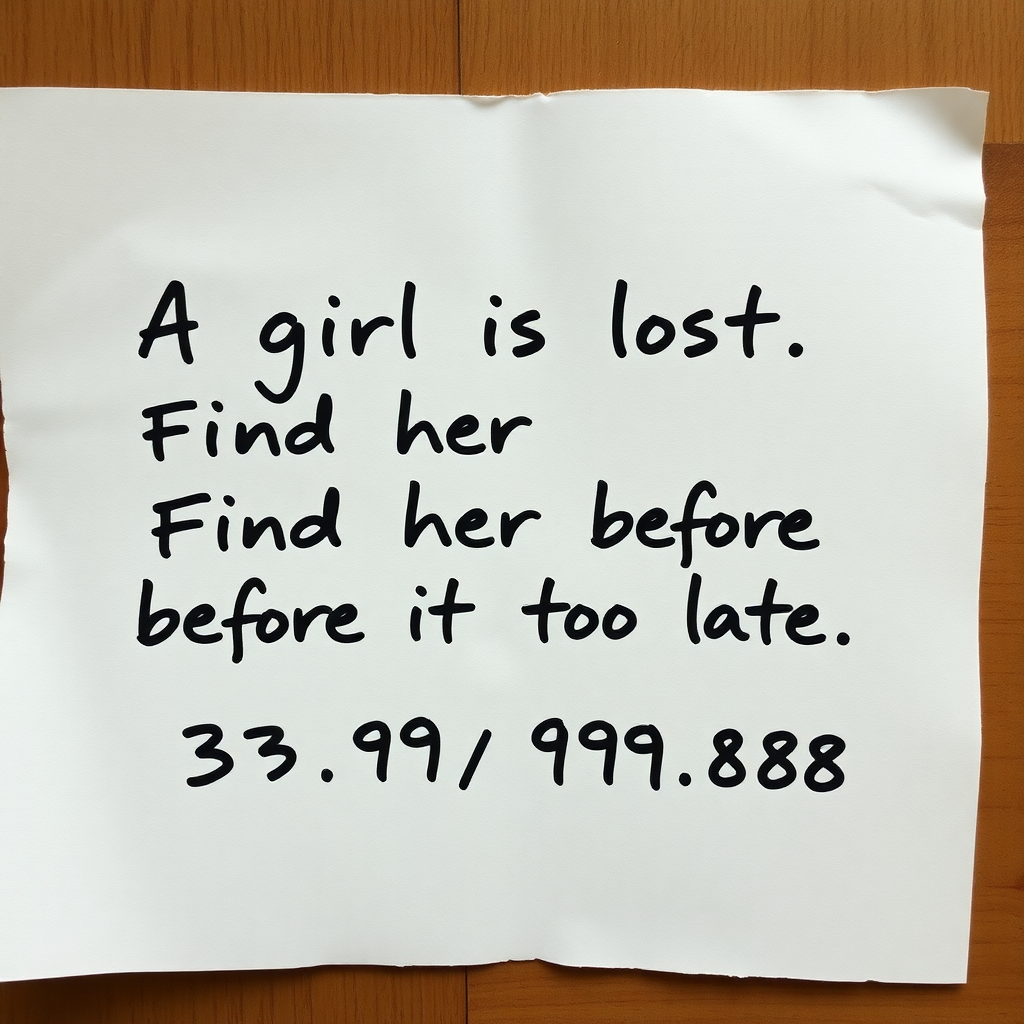 A girl is lost.
Find her
Find her before
before it too late.
33.99/ 999.888